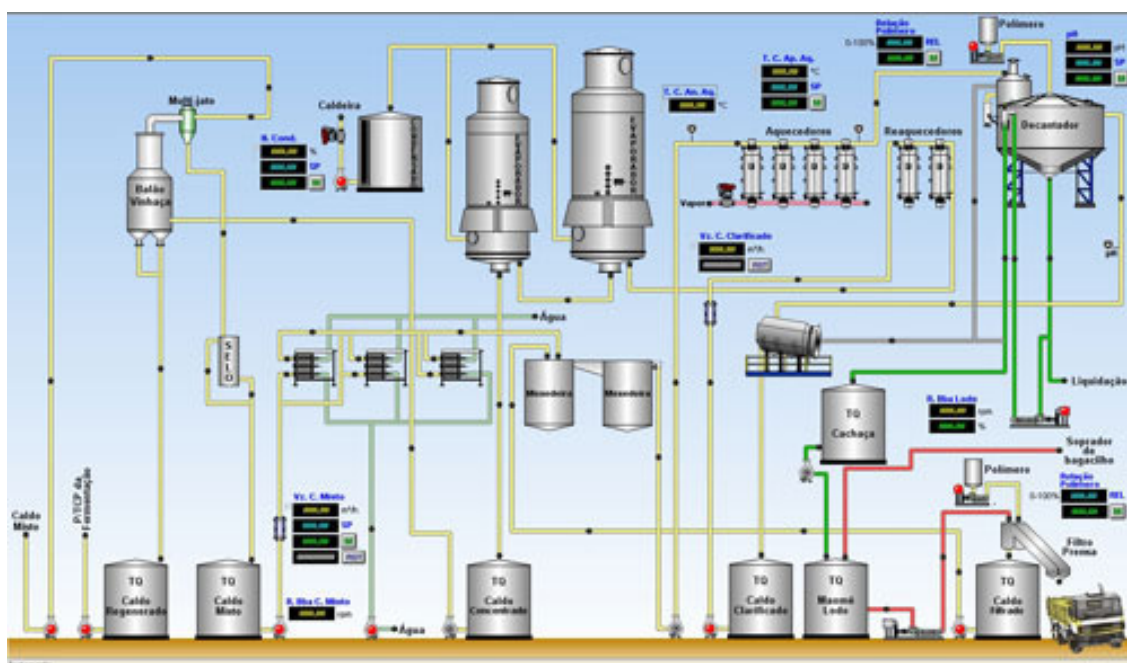 Relação
Polímero
0-100%
REL
Polímero
pH
pH
SP
M
Multi jato
Caldeira
N. Cond.
%
SP
M
T. C. An. Aq.
°C
T. C. Ap. Aq.
°C
SP
M
Aquecedores
Reaquecedores
Decantador
EVAPORADOR
EVAPORADOR
Balão
Vinhaça
Vapor
Vz. C. Clarificado
m³/h
pH
Água
SELO
Liquidação
TQ
Cachaça
R. Bba Lodo
rpm
%
Soprador
de
bagacilho
Polímero
Relação
Polímero
0-100%
REL
M
Filtro
Prensa
Caldo
Misto
P/TCP da
Fermentação
Vz. C. Misto
m³/h
SP
M
R. Bba C. Misto
rpm
Água
TQ
Caldo
Regenerado
TQ
Caldo
Misto
TQ
Caldo
Concentrado
TQ
Caldo
Clarificado
TQ
Lodo
TQ
Caldo
Filtrado